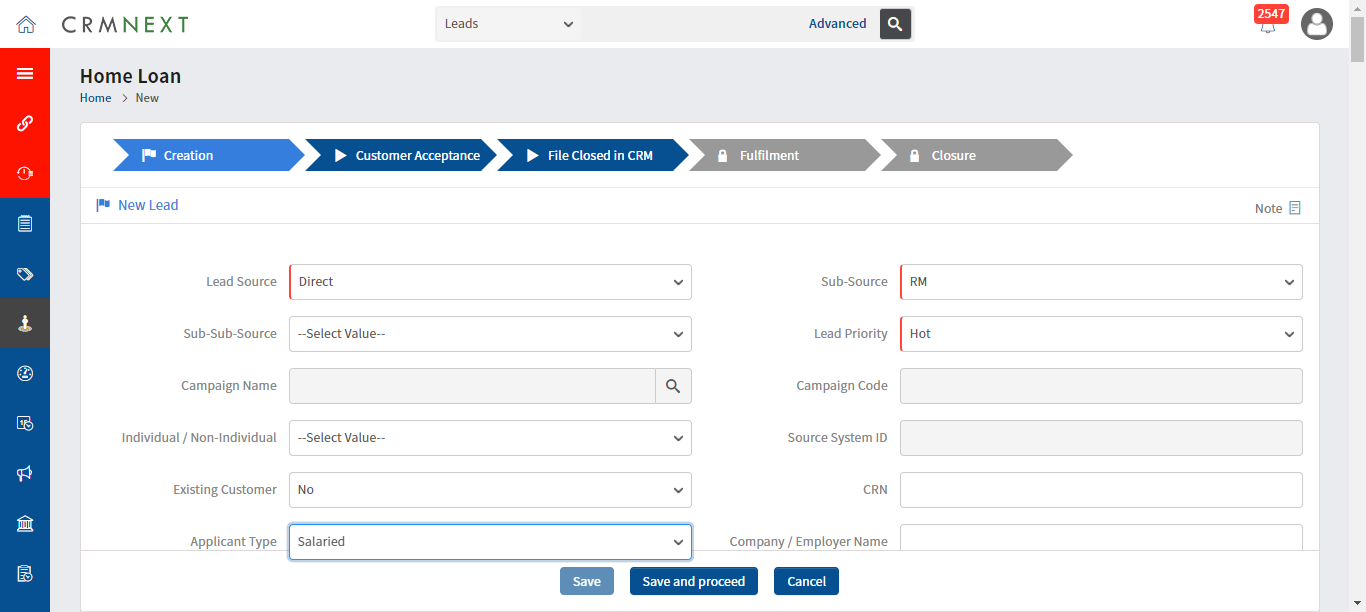 CRMNEXT
Leads
Advanced
2547
Home Loan
Home > New
Creation
Customer Acceptance
File Closed in CRM
Fulfilment
Closure
New Lead
Note
Lead Source Direct
Sub-Source RM
Sub-Sub-Source --Select Value--
Lead Priority Hot
Campaign Name
Campaign Code
Individual / Non-Individual --Select Value--
Source System ID
Existing Customer No
CRN
Applicant Type Salaried
Company / Employer Name
Save
Save and proceed
Cancel